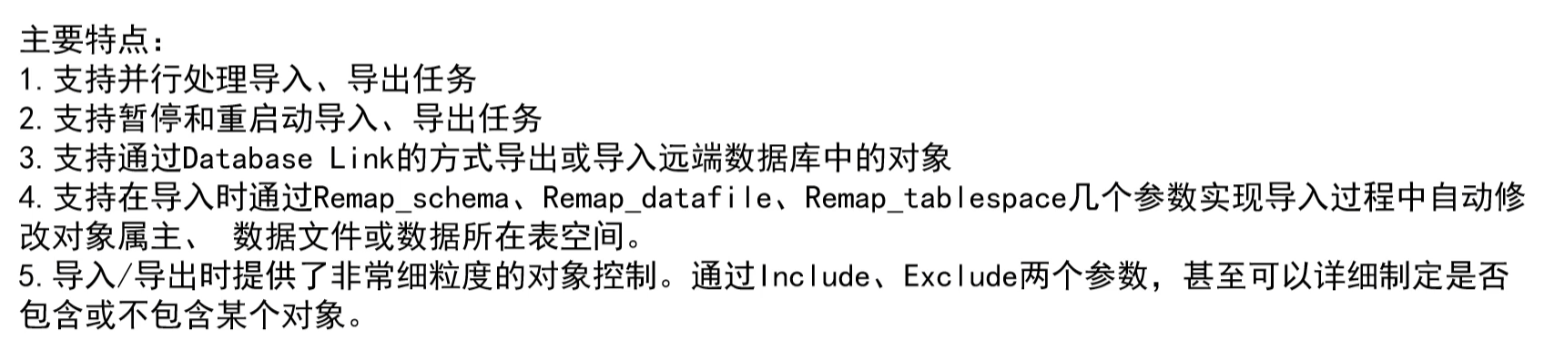 主要特点：
1.支持并行处理导入、导出任务
2.支持暂停和重启动导入、导出任务
3.支持通过Database Link的方式导出或导入远端数据库中的对象
4.支持在导入时通过Remap_schema、Remap_datafile、Remap_tablespace几个参数实现导入过程中自动修
改对象属主、 数据文件或数据所在表空间。
5.导入/导出时提供了非常细粒度的对象控制。通过Include、Exclude两个参数，甚至可以详细制定是否
包含或不包含某个对象。